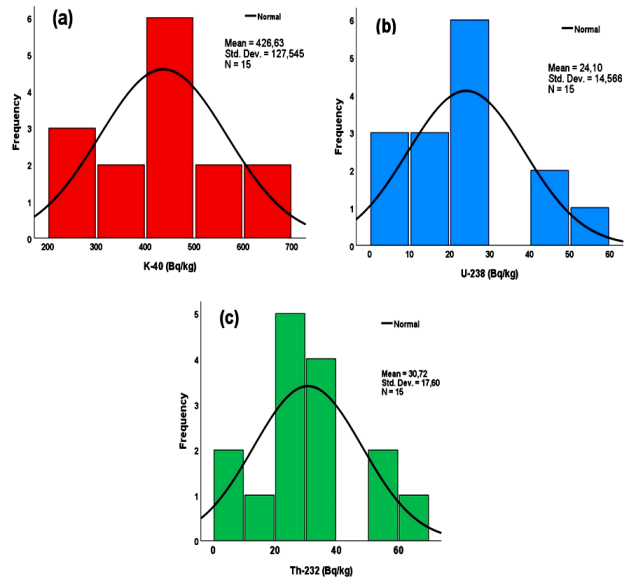 (a)
Normal
Mean = 426,63
Std. Dev. = 127,545
N = 15
Frequency
6
5
4
3
2
1
0
200 300 400 500 600 700
K-40 (Bq/kg)
(b)
Normal
Mean = 24,10
Std. Dev. = 14,566
N = 15
Frequency
6
5
4
3
2
1
0
0 10 20 30 40 50 60
U-238 (Bq/kg)
(c)
Normal
Mean = 30,72
Std. Dev. = 17,60
N = 15
Frequency
5
4
3
2
1
0
0 20 40 60
Th-232 (Bq/kg)